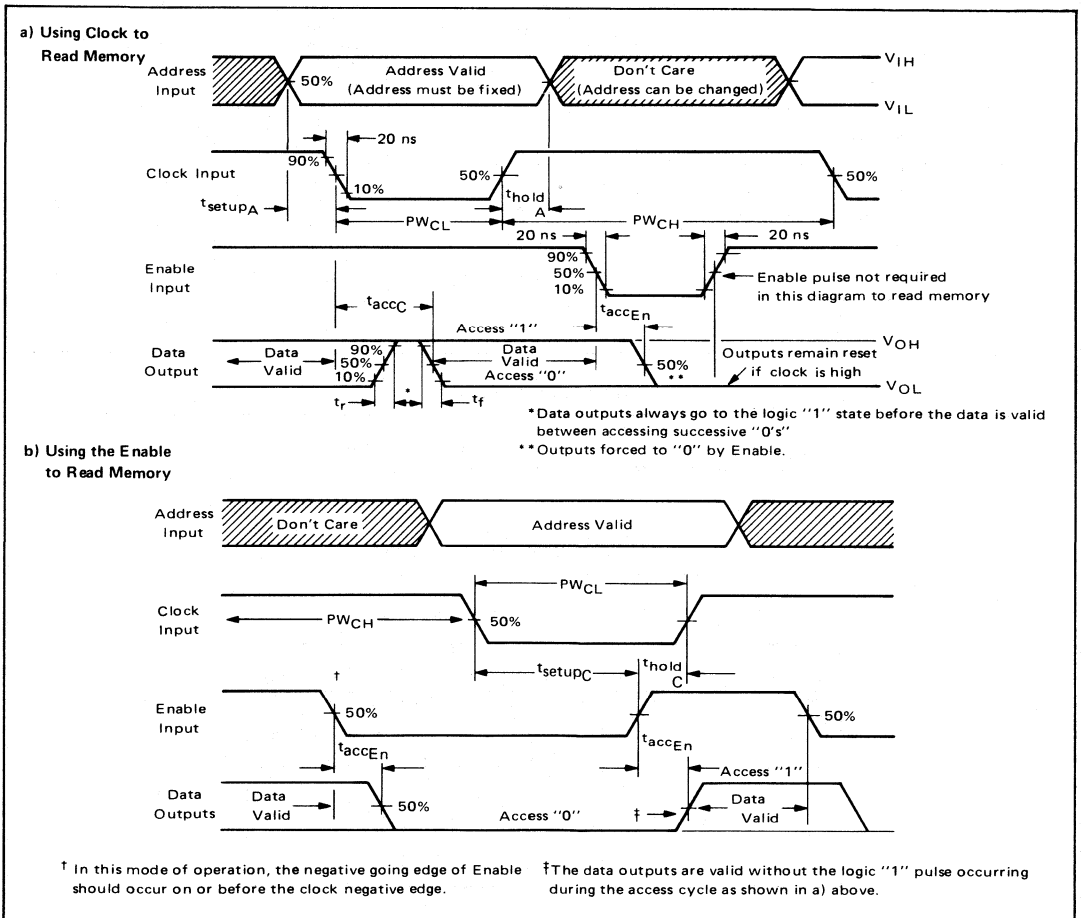 a) Using Clock to
Read Memory
Address
Input
50%
Address Valid
(Address must be fixed)
Don't Care
(Address can be changed)
VIH
VIL
20 ns
90%
Clock Input
10%
50%
50%
tsetupA
tholdA
PWCL
PWCH
20 ns
20 ns
Enable
Input
90%
50%
10%
Enable pulse not required
in this diagram to read memory
taccC
taccEn
Access "1"
VOH
Data
Output
Data
Valid
90%
50%
10%
Data
Valid
Access "0"
50%
**
Outputs remain reset
if clock is high
VOL
tr
*
tf
*Data outputs always go to the logic "1" state before the data is valid
between accessing successive "0's"
**Outputs forced to "0" by Enable.
b) Using the Enable
to Read Memory
Address
Input
Don't Care
Address Valid
PWCL
Clock
Input
PWCH
50%
tsetupC
tholdC
†
Enable
Input
50%
50%
taccEn
taccEn
Access "1"
Data
Outputs
Data
Valid
50%
Access "0"
‡
Data
Valid
† In this mode of operation, the negative going edge of Enable
should occur on or before the clock negative edge.
‡The data outputs are valid without the logic "1" pulse occurring
during the access cycle as shown in a) above.